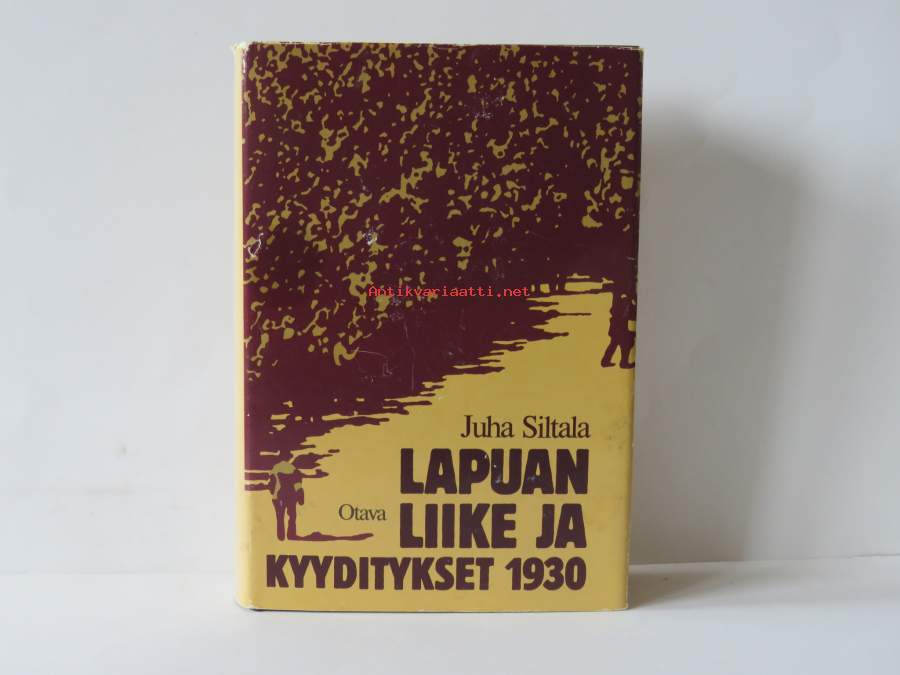 Antikvariaatti.net
Juha Siltala
LAPUAN
Otava LIIKE JA
KYYDITYKSET 1930